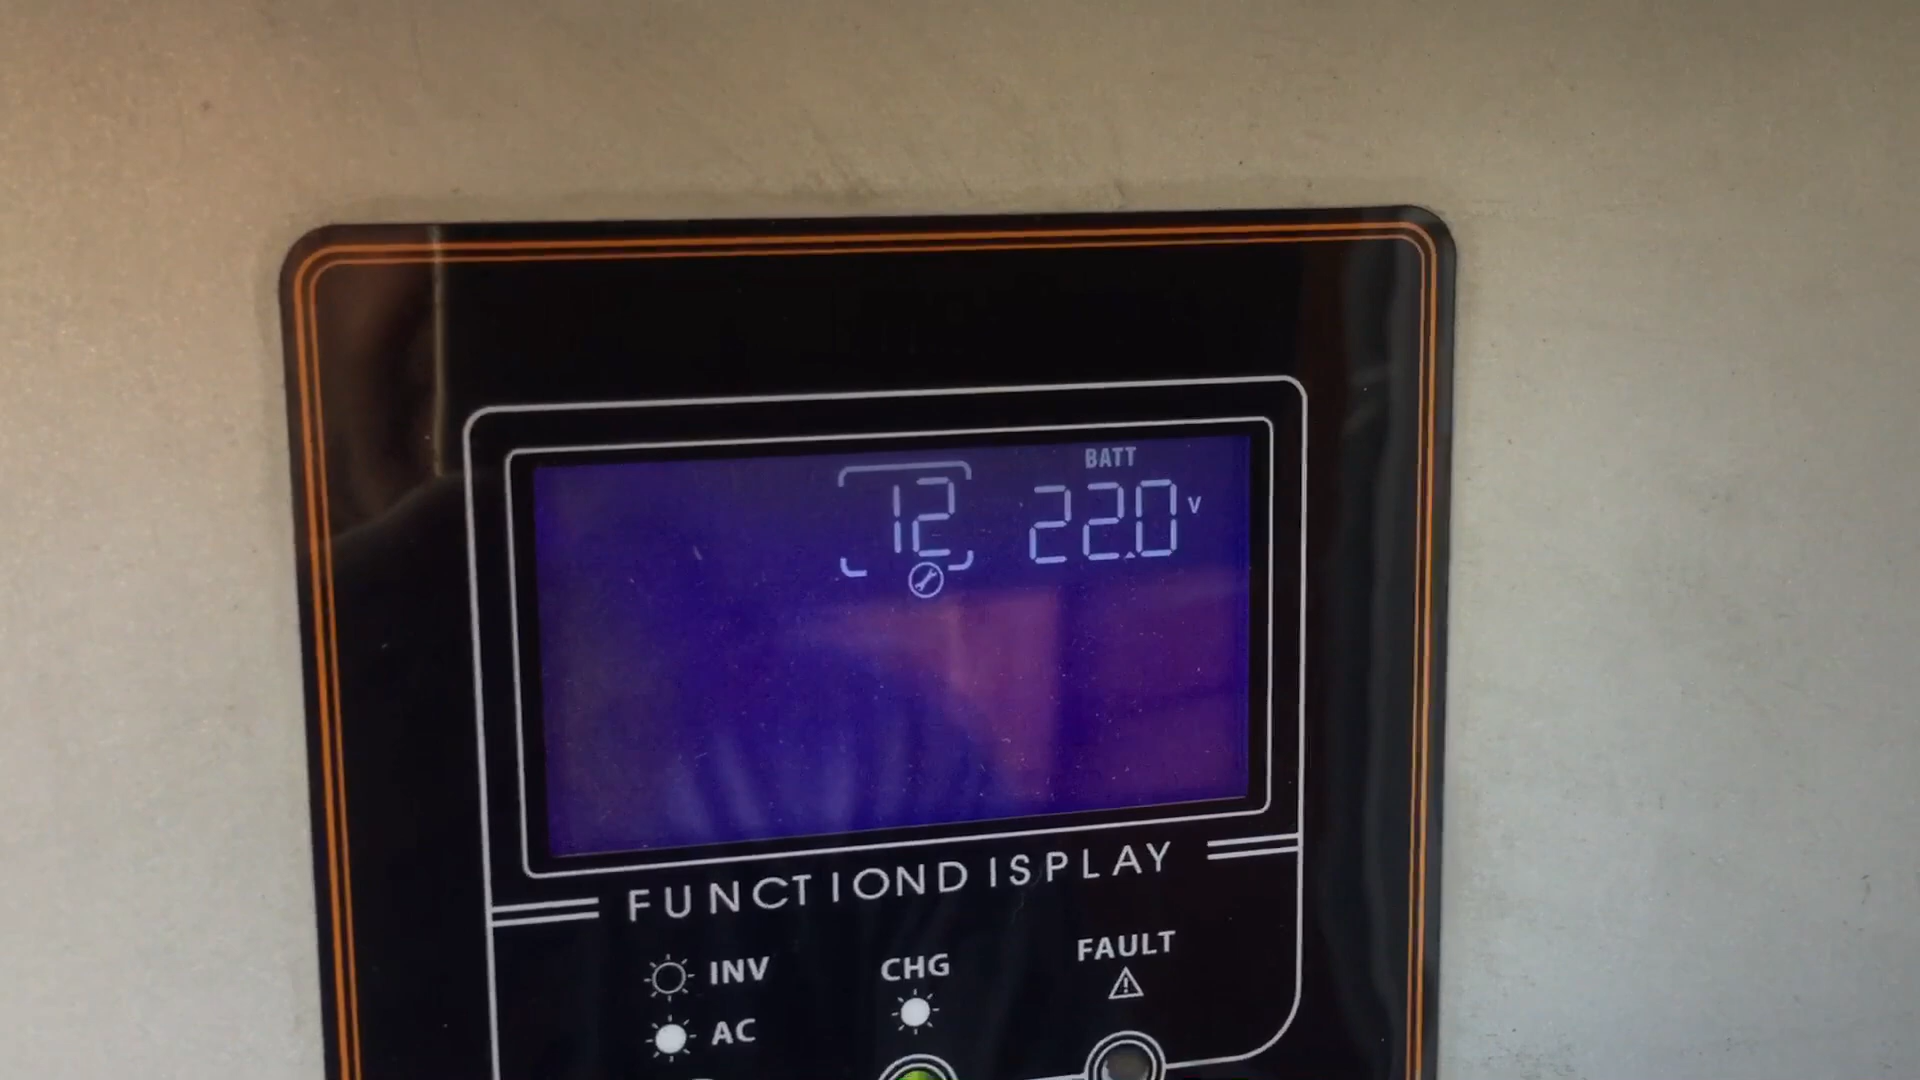 BATT
12 22.0 V
FUNCTIONDISPLAY
INV CHG FAULT
AC